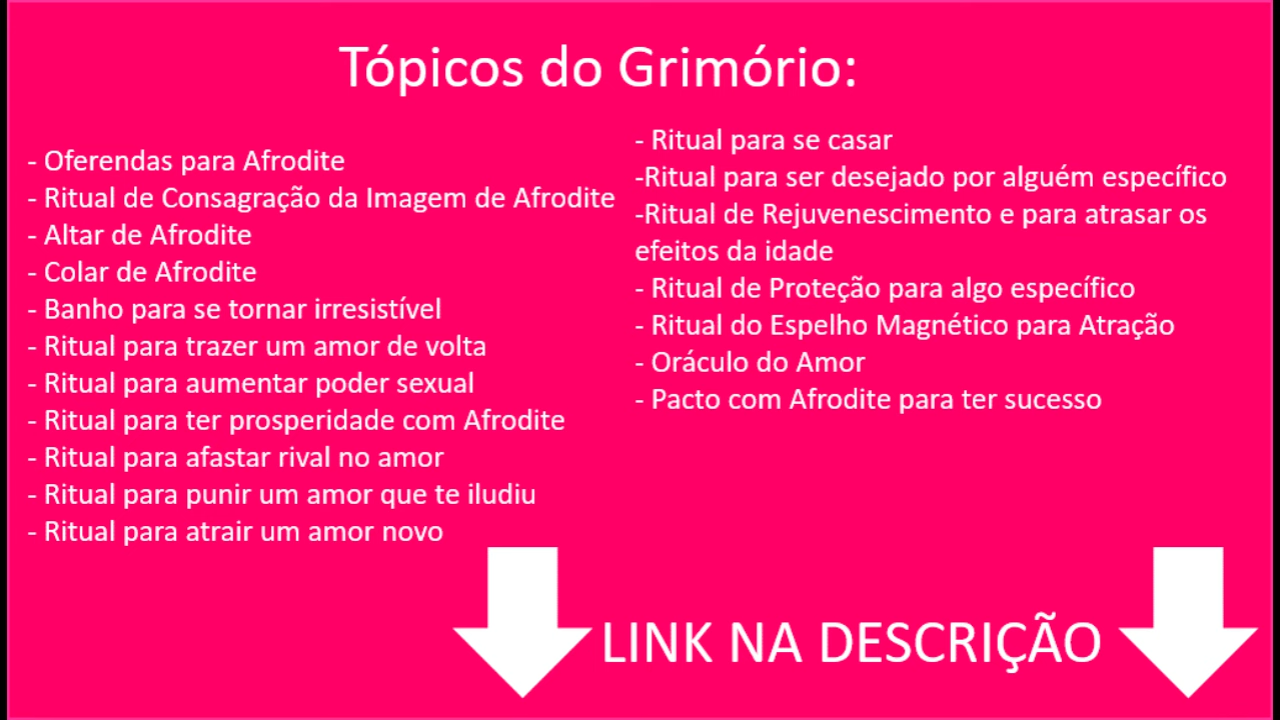 Tópicos do Grimório:
- Oferendas para Afrodite
- Ritual de Consagração da Imagem de Afrodite
- Altar de Afrodite
- Colar de Afrodite
- Banho para se tornar irresistível
- Ritual para trazer um amor de volta
- Ritual para aumentar poder sexual
- Ritual para ter prosperidade com Afrodite
- Ritual para afastar rival no amor
- Ritual para punir um amor que te iludiu
- Ritual para atrair um amor novo
- Ritual para se casar
-Ritual para ser desejado por alguém específico
-Ritual de Rejuvenescimento e para atrasar os
efeitos da idade
- Ritual de Proteção para algo específico
- Ritual do Espelho Magnético para Atração
- Oráculo do Amor
- Pacto com Afrodite para ter sucesso
LINK NA DESCRIÇÃO